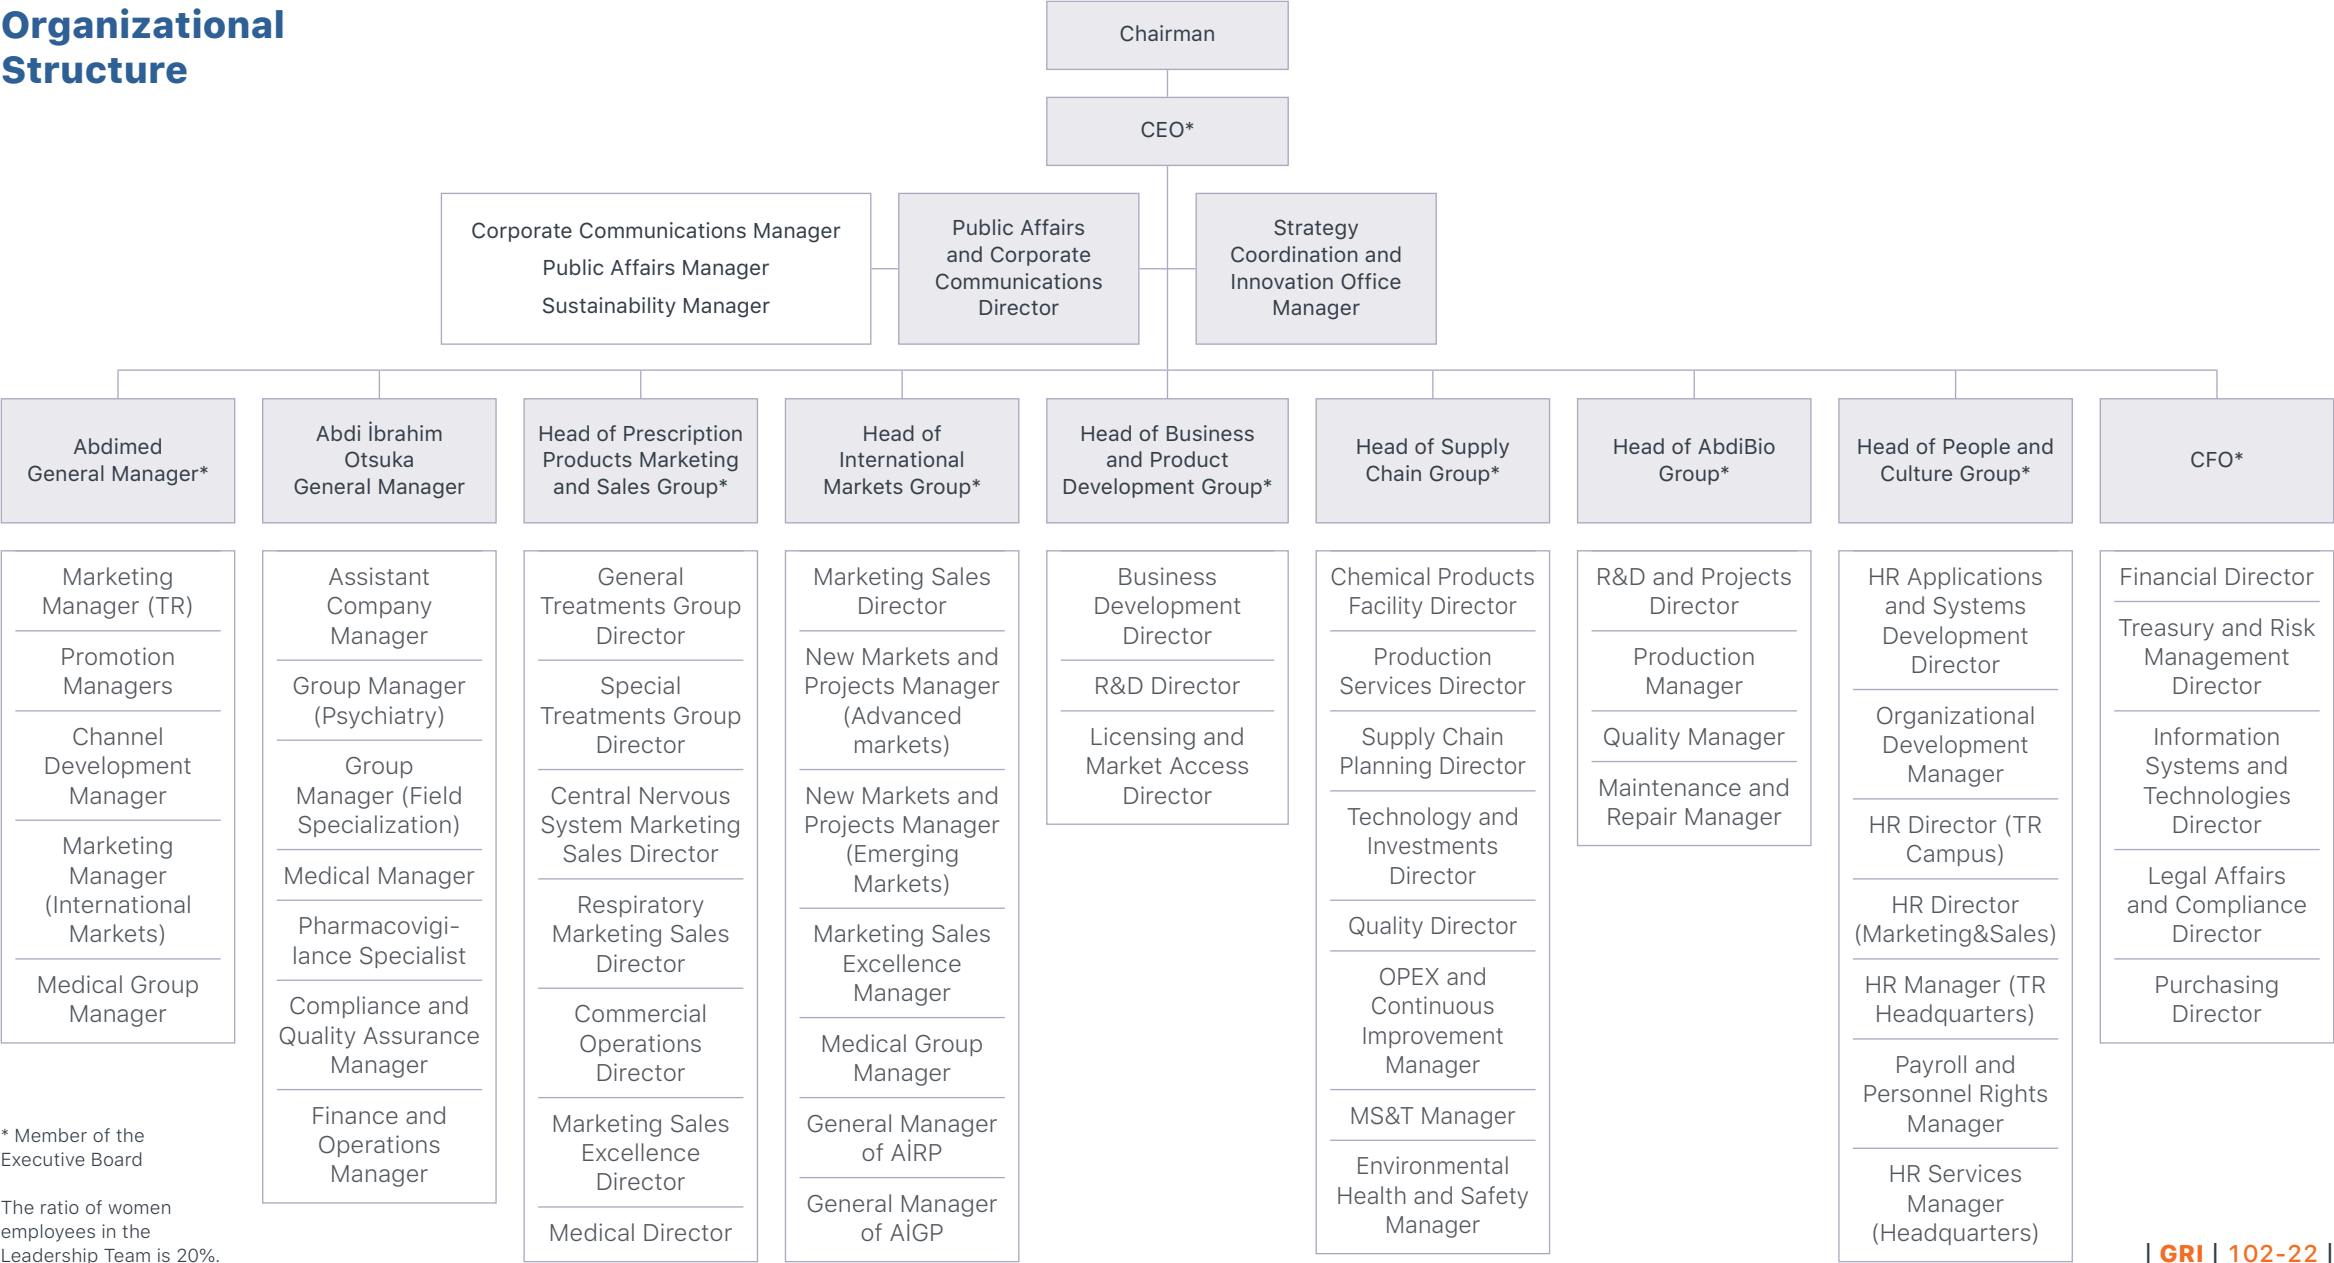 Organizational
Structure
Chairman
CEO*
Corporate Communications Manager
Public Affairs Manager
Sustainability Manager
Public Affairs
and Corporate
Communications
Director
Strategy
Coordination and
Innovation Office
Manager
Abdimed
General Manager*
Abdi İbrahim
Otsuka
General Manager
Head of Prescription
Products Marketing
and Sales Group*
Head of
International
Markets Group*
Head of Business
and Product
Development Group*
Head of Supply
Chain Group*
Head of AbdiBio
Group*
Head of People and
Culture Group*
CFO*
Marketing
Manager (TR)
Promotion
Managers
Channel
Development
Manager
Marketing
Manager
(International
Markets)
Medical Group
Manager
Assistant
Company
Manager
Group Manager
(Psychiatry)
Group
Manager (Field
Specialization)
Medical Manager
Pharmacovigi-
lance Specialist
Compliance and
Quality Assurance
Manager
Finance and
Operations
Manager
General
Treatments Group
Director
Special
Treatments Group
Director
Central Nervous
System Marketing
Sales Director
Respiratory
Marketing Sales
Director
Commercial
Operations
Director
Marketing Sales
Excellence
Director
Medical Director
Marketing Sales
Director
New Markets and
Projects Manager
(Advanced
markets)
New Markets and
Projects Manager
(Emerging
Markets)
Marketing Sales
Excellence
Manager
Medical Group
Manager
General Manager
of AİRP
General Manager
of AİGP
Business
Development
Director
R&D Director
Licensing and
Market Access
Director
Chemical Products
Facility Director
Production
Services Director
Supply Chain
Planning Director
Technology and
Investments
Director
Quality Director
OPEX and
Continuous
Improvement
Manager
MS&T Manager
Environmental
Health and Safety
Manager
R&D and Projects
Director
Production
Manager
Quality Manager
Maintenance and
Repair Manager
HR Applications
and Systems
Development
Director
Organizational
Development
Manager
HR Director (TR
Campus)
HR Director
(Marketing&Sales)
HR Manager (TR
Headquarters)
Payroll and
Personnel Rights
Manager
HR Services
Manager
(Headquarters)
Financial Director
Treasury and Risk
Management
Director
Information
Systems and
Technologies
Director
Legal Affairs
and Compliance
Director
Purchasing
Director
* Member of the
Executive Board
The ratio of women
employees in the
Leadership Team is 20%.
| GRI | 102-22 |